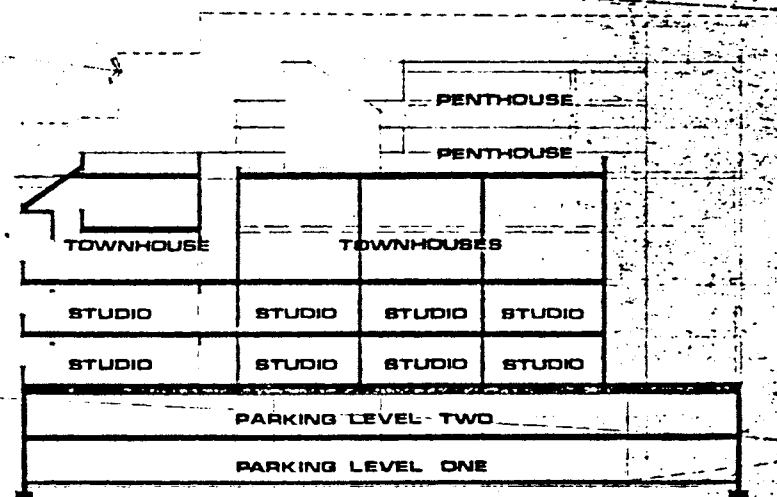 PENTHOUSE
PENTHOUSE
TOWNHOUSE TOWNHOUSES
STUDIO STUDIO STUDIO STUDIO
STUDIO STUDIO STUDIO STUDIO
PARKING LEVEL TWO
PARKING LEVEL ONE